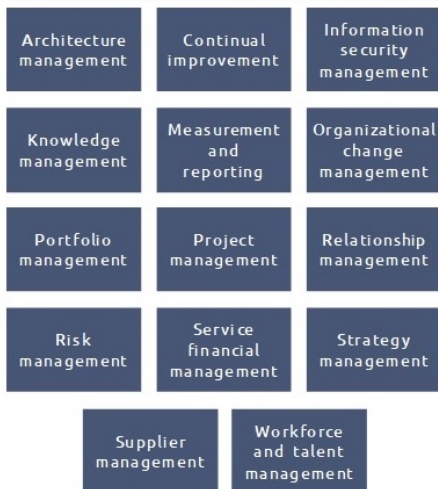 Architecture
management
Continual
improvement
Information
security
management
Knowledge
management
Measurement
and
reporting
Organizational
change
management
Portfolio
management
Project
management
Relationship
management
Risk
management
Service
financial
management
Strategy
management
Supplier
management
Workforce
and talent
management